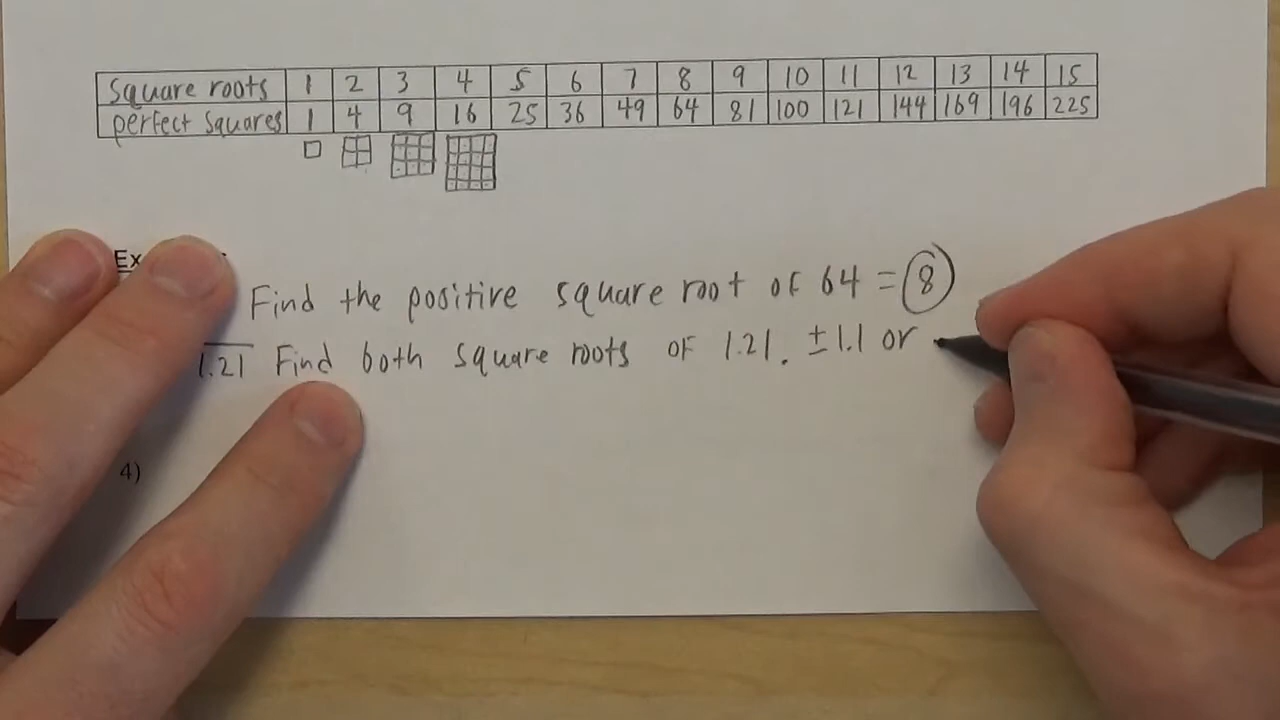 square roots 1 2 3 4 5 6 7 8 9 10 11 12 13 14 15
perfect squares 1 4 9 16 25 36 49 64 81 100 121 144 169 196 225
Ex
Find the positive square root of 64 = 8
1.21 Find both square roots of 1.21. ±1.1 or
4)